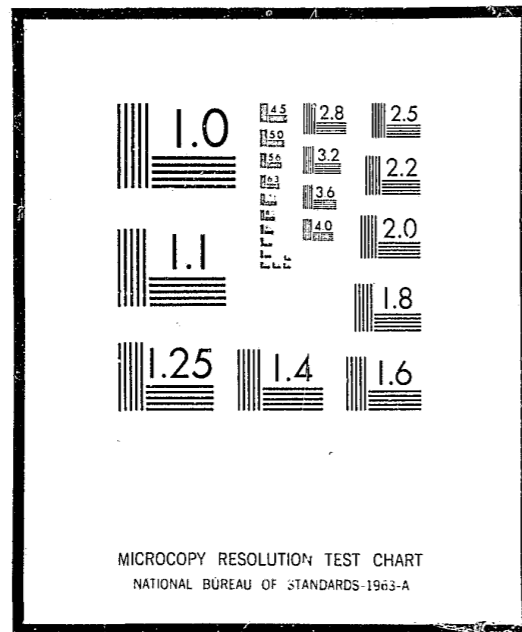 1.0
4.5 2.8 2.5
5.0
5.6 3.2 2.2
6.3
3.6
4.0 2.0
1.1
1.8
1.25 1.4 1.6
MICROCOPY RESOLUTION TEST CHART
NATIONAL BUREAU OF STANDARDS-1963-A